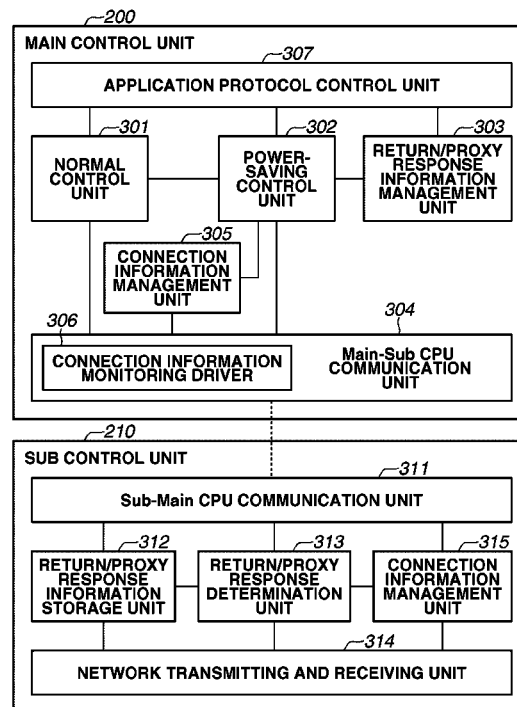 200
MAIN CONTROL UNIT
307
APPLICATION PROTOCOL CONTROL UNIT
301
NORMAL
CONTROL
UNIT
302
POWER-
SAVING
CONTROL
UNIT
303
RETURN/PROXY
RESPONSE
INFORMATION
MANAGEMENT
UNIT
305
CONNECTION
INFORMATION
MANAGEMENT
UNIT
306
CONNECTION INFORMATION
MONITORING DRIVER
304
Main-Sub CPU
COMMUNICATION
UNIT
210
SUB CONTROL UNIT
311
Sub-Main CPU COMMUNICATION UNIT
312
RETURN/PROXY
RESPONSE
INFORMATION
STORAGE UNIT
313
RETURN/PROXY
RESPONSE
DETERMINATION
UNIT
315
CONNECTION
INFORMATION
MANAGEMENT
UNIT
314
NETWORK TRANSMITTING AND RECEIVING UNIT